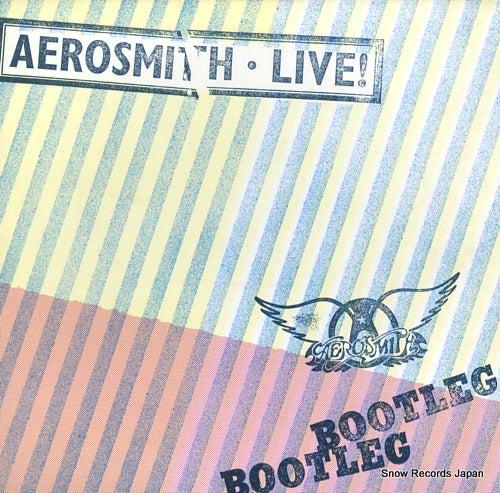 AEROSMITH • LIVE!
AEROSMITH
BOOTLEG
BOOTLEG
Snow Records Japan